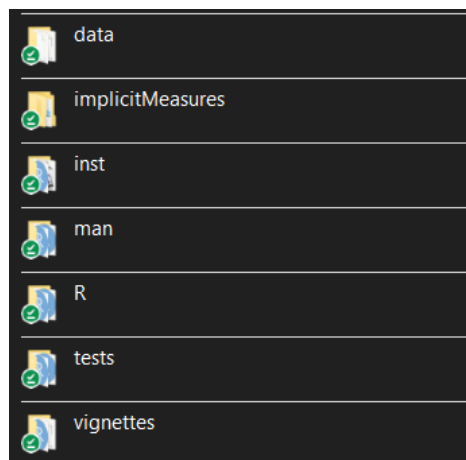 data
implicitMeasures
inst
man
R
tests
vignettes